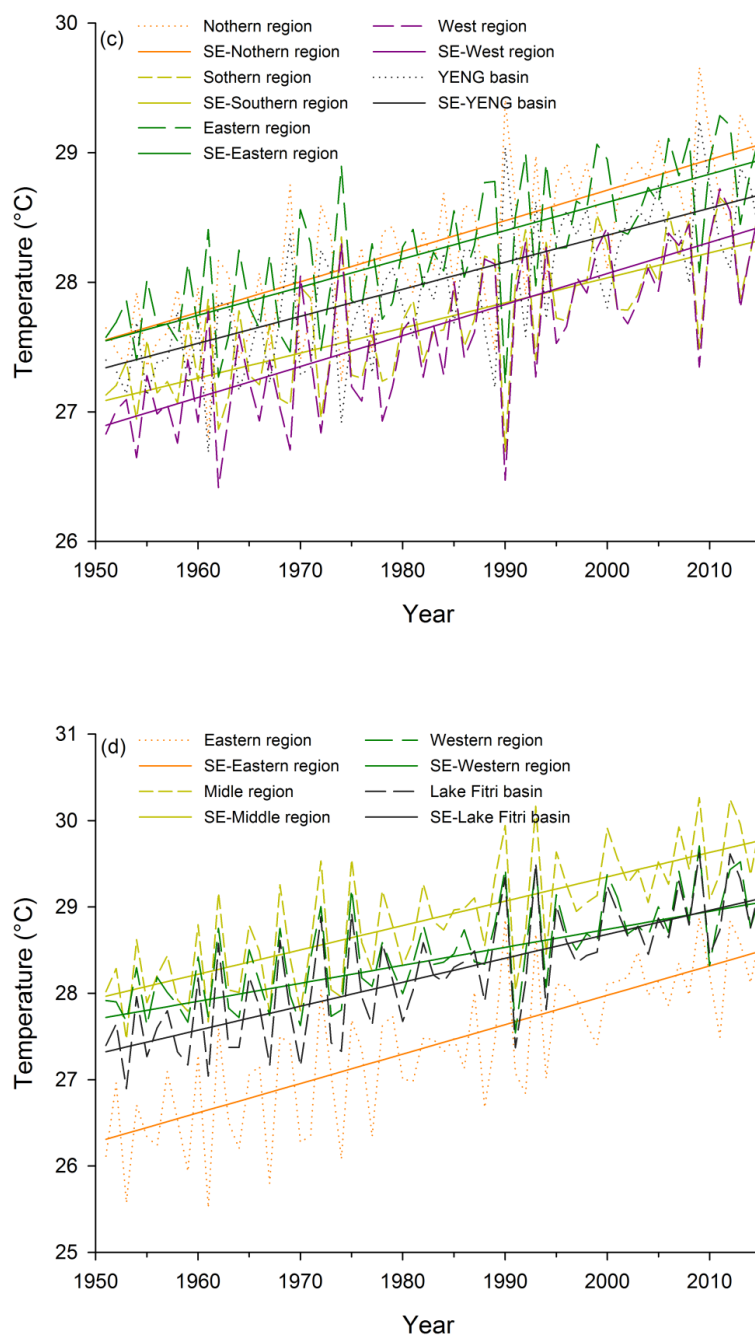 (c)
Nothern region
SE-Nothern region
Sothern region
SE-Southern region
Eastern region
SE-Eastern region
West region
SE-West region
YENG basin
SE-YENG basin
Temperature (°C)
30
29
28
27
26
1950
1960
1970
1980
1990
2000
2010
Year
(d)
Eastern region
SE-Eastern region
Midle region
SE-Middle region
Western region
SE-Western region
Lake Fitri basin
SE-Lake Fitri basin
Temperature (°C)
31
30
29
28
27
26
25
1950
1960
1970
1980
1990
2000
2010
Year